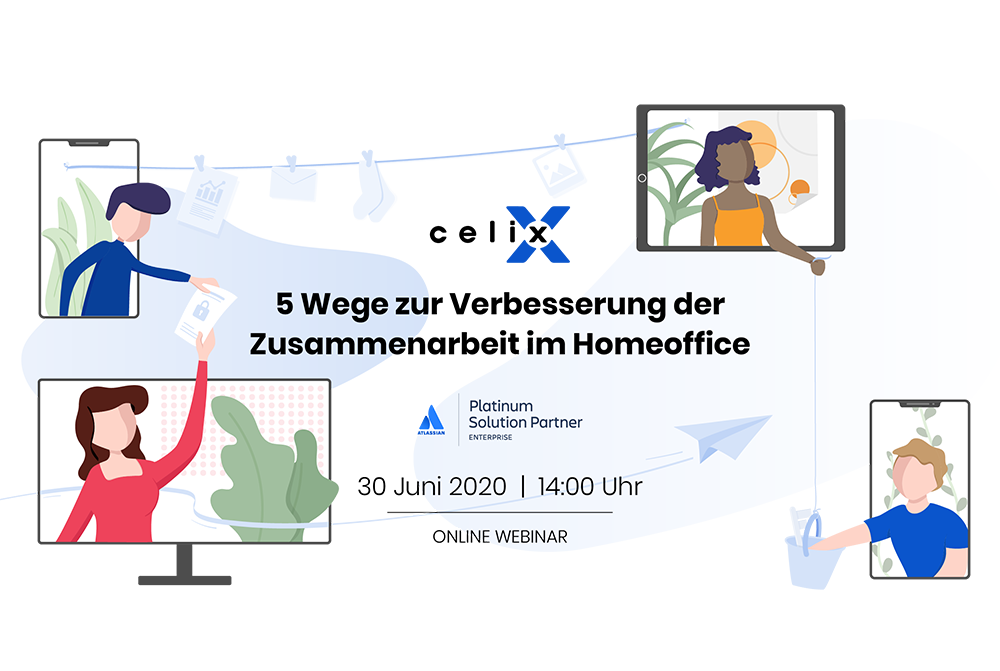 celix
5 Wege zur Verbesserung der
Zusammenarbeit im Homeoffice
ATLASSIAN
Platinum
Solution Partner
ENTERPRISE
30 Juni 2020 | 14:00 Uhr
ONLINE WEBINAR